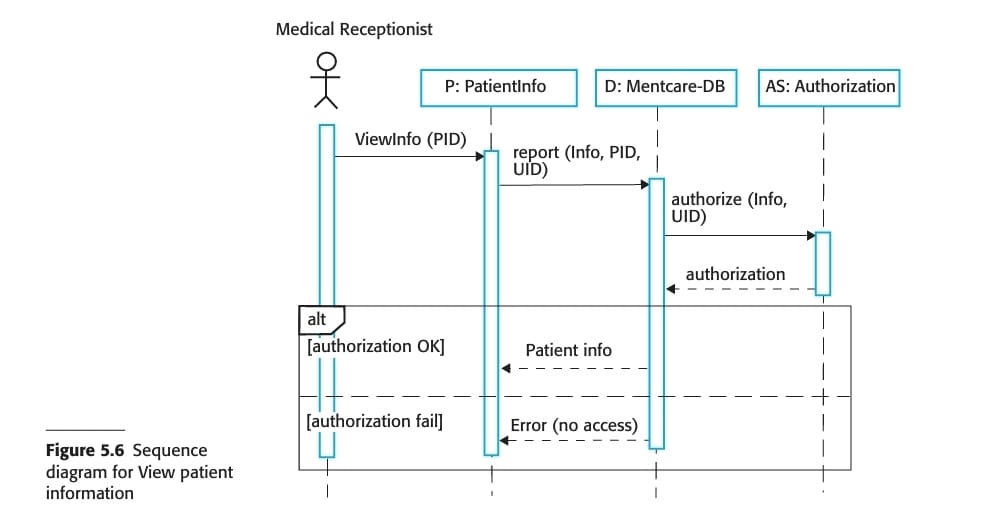 Medical Receptionist
P: PatientInfo
D: Mentcare-DB
AS: Authorization
ViewInfo (PID)
report (Info, PID,
UID)
authorize (Info,
UID)
authorization
alt
[authorization OK]
Patient info
[authorization fail]
Error (no access)
Figure 5.6 Sequence
diagram for View patient
information